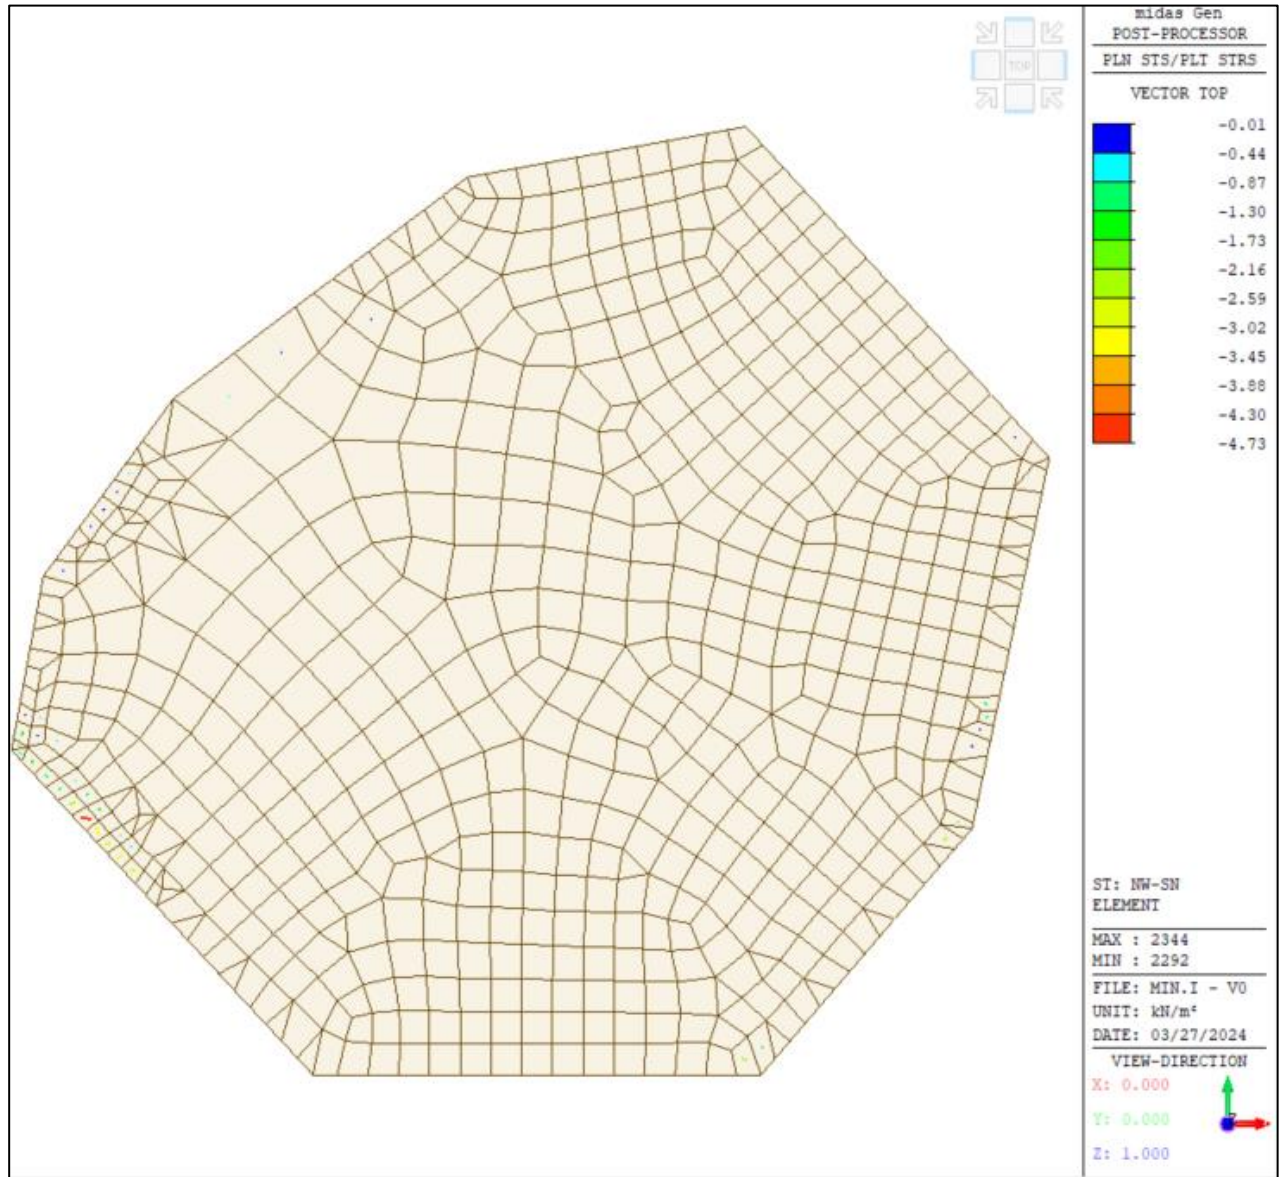 TOP
midas Gen
POST-PROCESSOR
PLN STS/PLT STRS
VECTOR TOP
-0.01
-0.44
-0.87
-1.30
-1.73
-2.16
-2.59
-3.02
-3.45
-3.88
-4.30
-4.73
ST: NW-SN
ELEMENT
MAX : 2344
MIN : 2292
FILE: MIN.I - V0
UNIT: kN/m²
DATE: 03/27/2024
VIEW-DIRECTION
X: 0.000
Y: 0.000
Z: 1.000